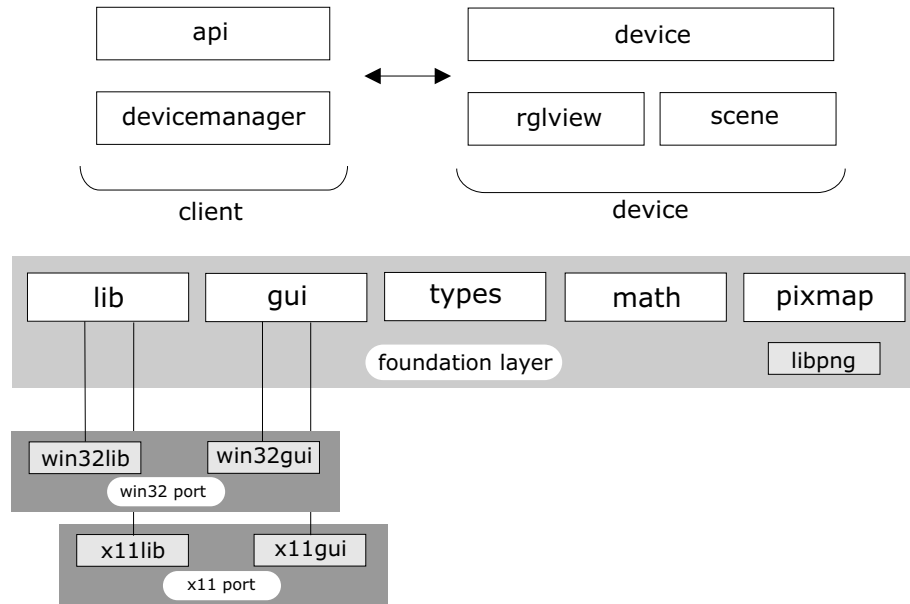 api
device
devicemanager
rglview
scene
client
device
lib
gui
types
math
pixmap
foundation layer
libpng
win32lib
win32gui
win32 port
x11lib
x11gui
x11 port